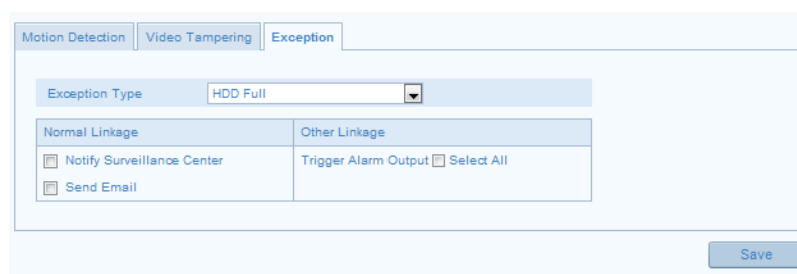 Motion Detection Video Tampering Exception
Exception Type HDD Full
Normal Linkage Other Linkage
Notify Surveillance Center Trigger Alarm Output Select All
Send Email
Save